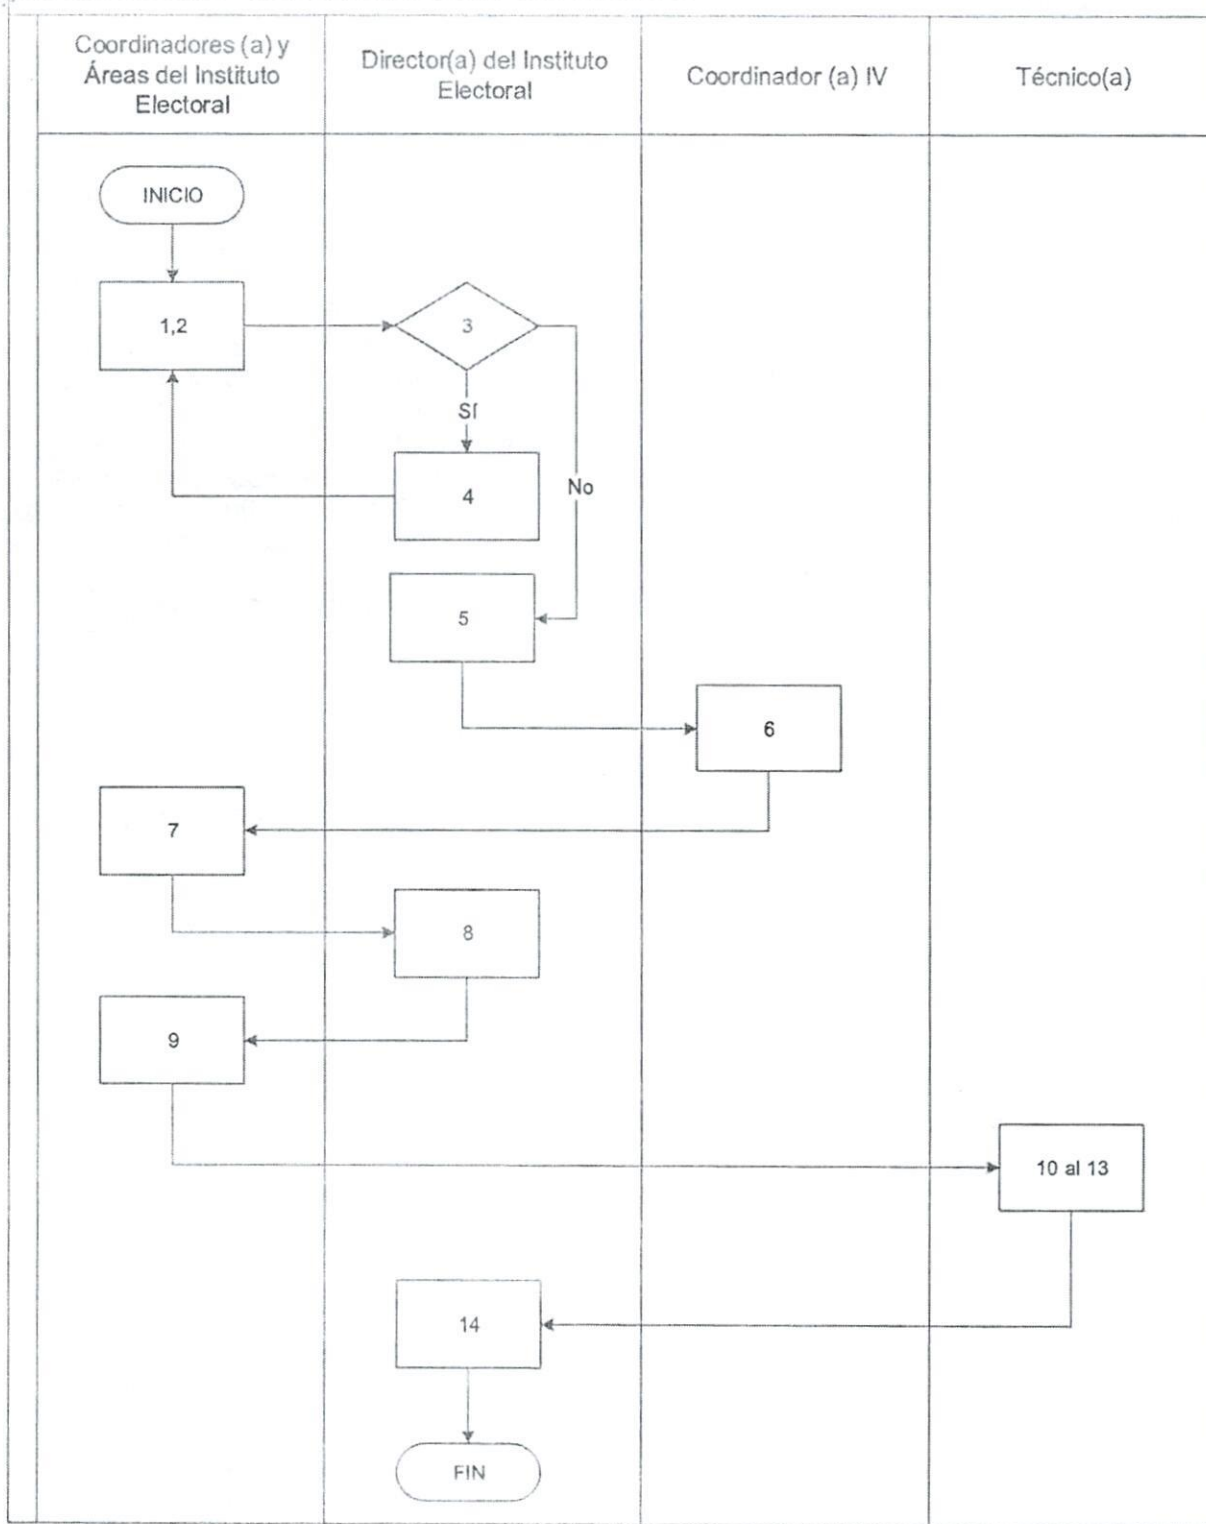 Coordinadores (a) y
Áreas del Instituto
Electoral
Director(a) del Instituto
Electoral
Coordinador (a) IV
Técnico(a)
INICIO
1,2
3
Sí
4
No
5
6
7
8
9
10 al 13
14
FIN